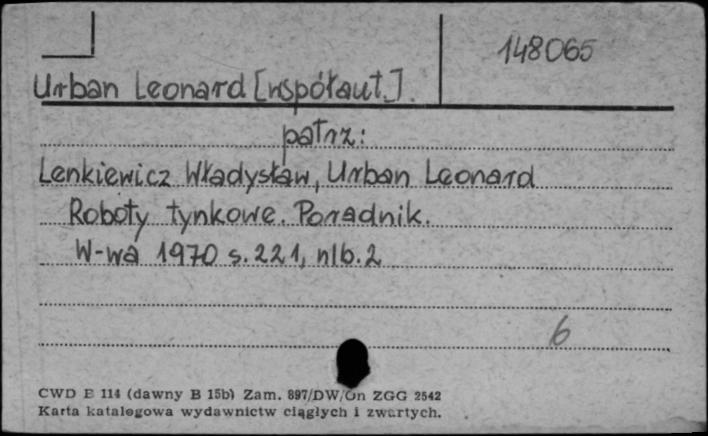 148065
Urban Leonard [współaut.]
patrz:
Lenkiewicz Władysław, Urban Leonard
Roboty tynkowe. Poradnik.
W-wa 1970 s. 221, nlb. 2
6
CWD E 114 (dawny B 15b) Zam. 897/DW/On ZGG 2542
Karta katalogowa wydawnictw ciągłych i zwartych.